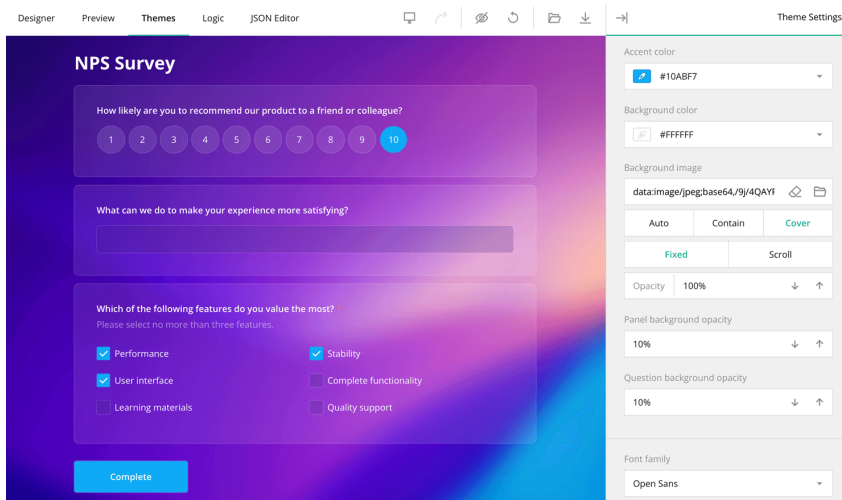 Designer
Preview
Themes
Logic
JSON Editor
Theme Settings
NPS Survey
How likely are you to recommend our product to a friend or colleague?
1 2 3 4 5 6 7 8 9 10
What can we do to make your experience more satisfying?
Which of the following features do you value the most? *
Please select no more than three features.
Performance
Stability
User interface
Complete functionality
Learning materials
Quality support
Complete
Accent color
#10ABF7
Background color
#FFFFFF
Background image
data:image/jpeg;base64,/9j/4QAYF
Auto
Contain
Cover
Fixed
Scroll
Opacity 100%
Panel background opacity
10%
Question background opacity
10%
Font family
Open Sans